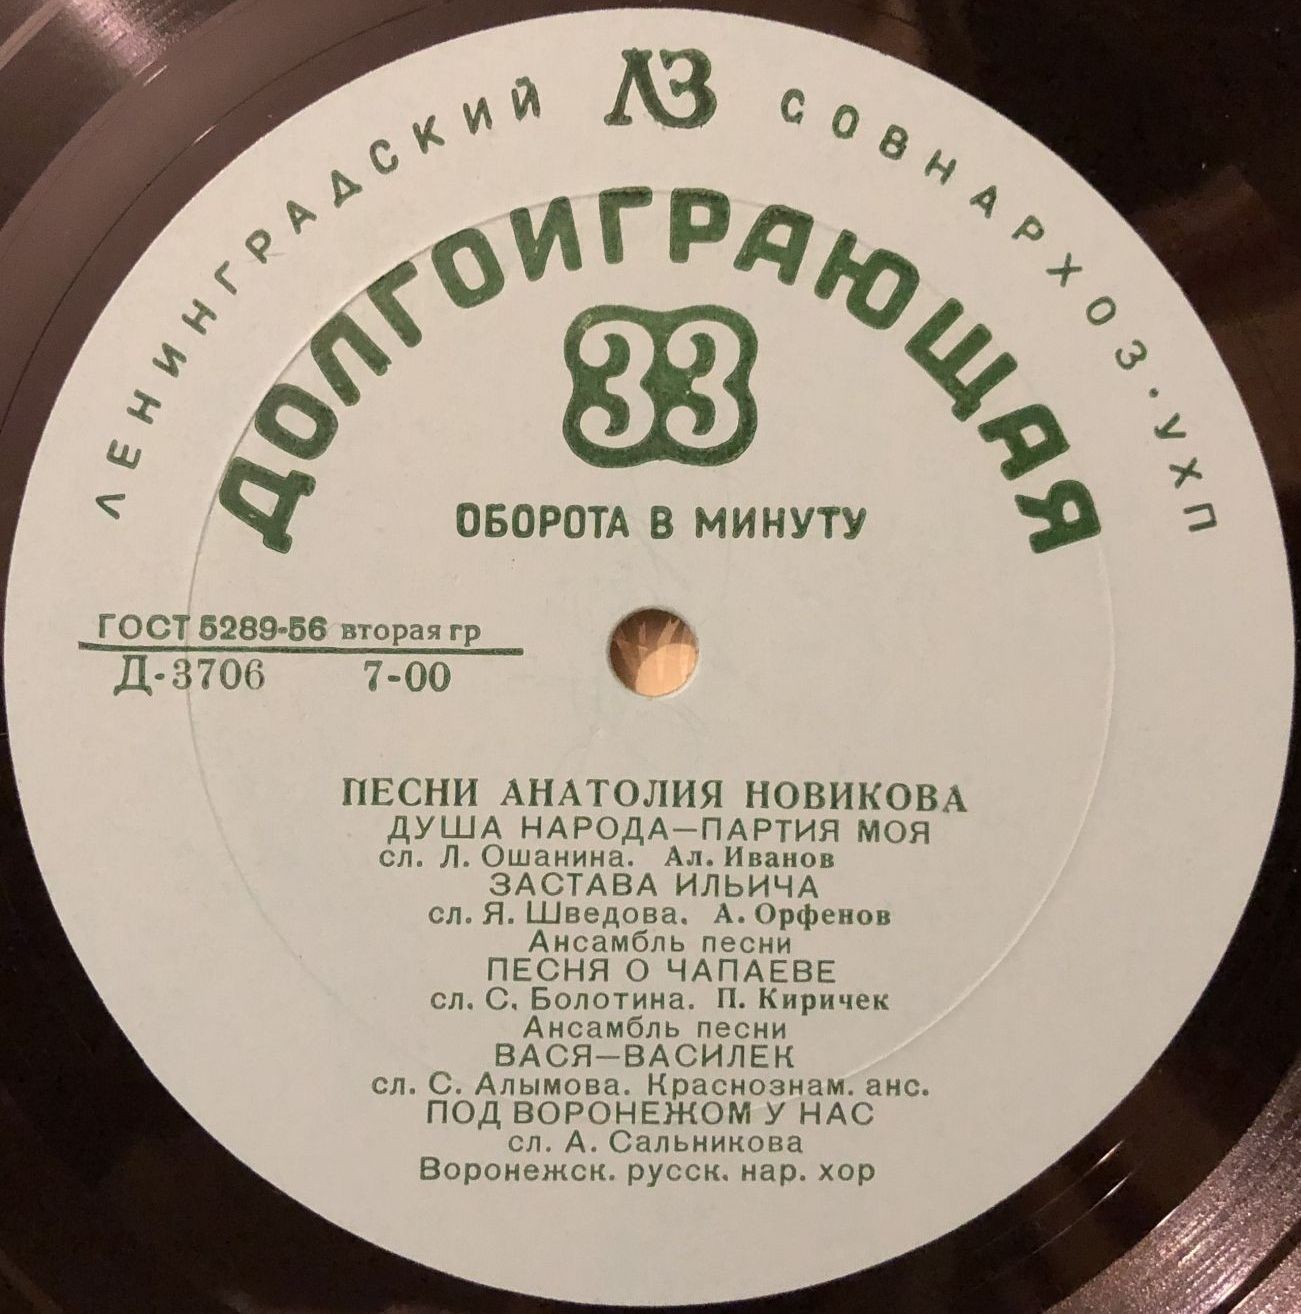 ЛЕНИНГРАДСКИЙ ЛЗ СОВНАРХОЗ · УХП
ДОЛГОИГРАЮЩАЯ
33
ОБОРОТА В МИНУТУ
ГОСТ 5289-56 вторая гр
Д-3706 7-00
ПЕСНИ АНАТОЛИЯ НОВИКОВА
ДУША НАРОДА—ПАРТИЯ МОЯ
сл. Л. Ошанина. Ал. Иванов
ЗАСТАВА ИЛЬИЧА
сл. Я. Шведова. А. Орфенов
Ансамбль песни
ПЕСНЯ О ЧАПАЕВЕ
сл. С. Болотина. П. Киричек
Ансамбль песни
ВАСЯ—ВАСИЛЕК
сл. С. Алымова. Краснознам. анс.
ПОД ВОРОНЕЖОМ У НАС
сл. А. Сальникова
Воронежск. русск. нар. хор